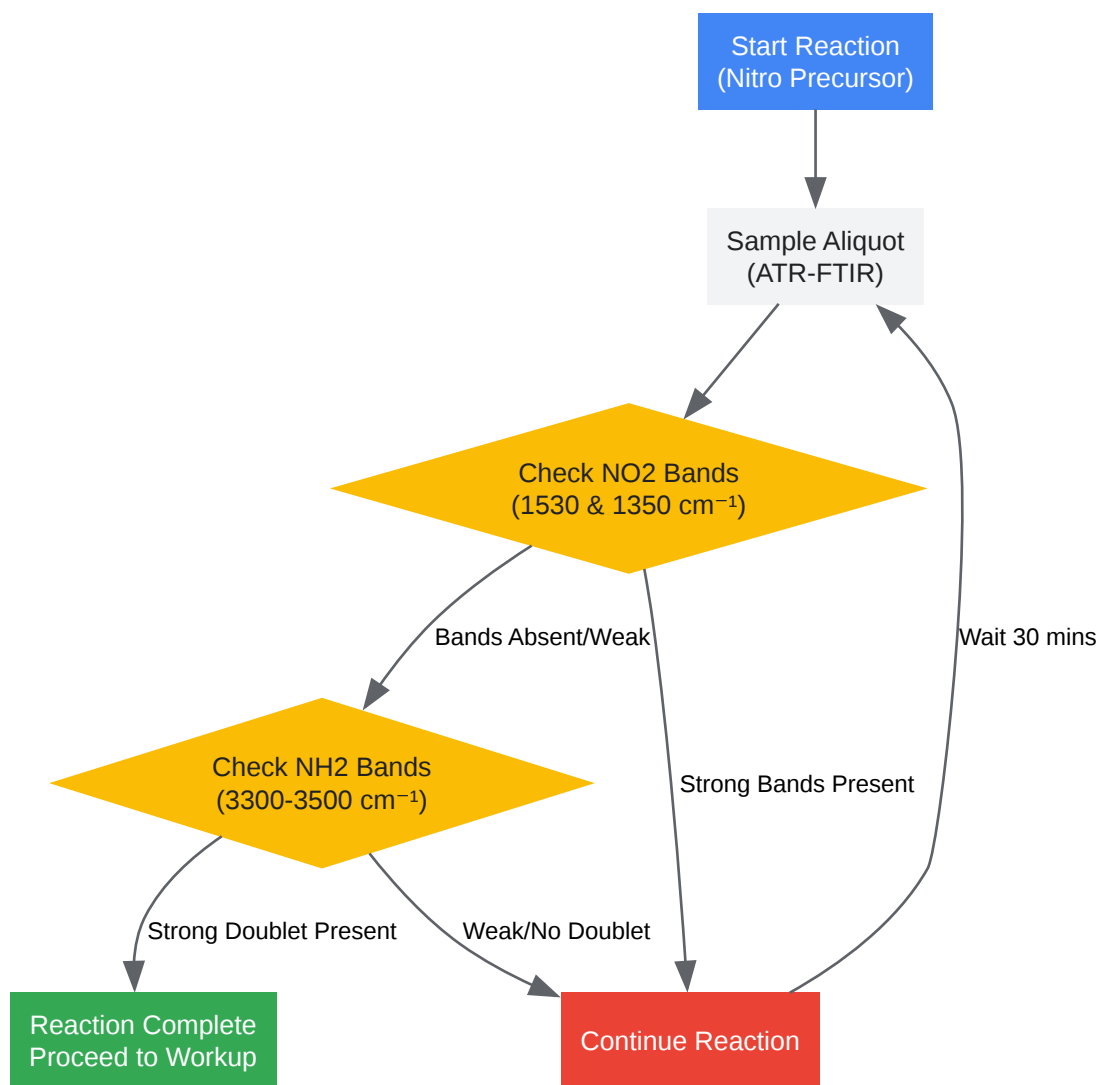 Start Reaction
(Nitro Precursor)
Sample Aliquot
(ATR-FTIR)
Check NO2 Bands
(1530 & 1350 cm⁻¹)
Bands Absent/Weak
Wait 30 mins
Check NH2 Bands
(3300-3500 cm⁻¹)
Strong Bands Present
Strong Doublet Present
Weak/No Doublet
Reaction Complete
Proceed to Workup
Continue Reaction